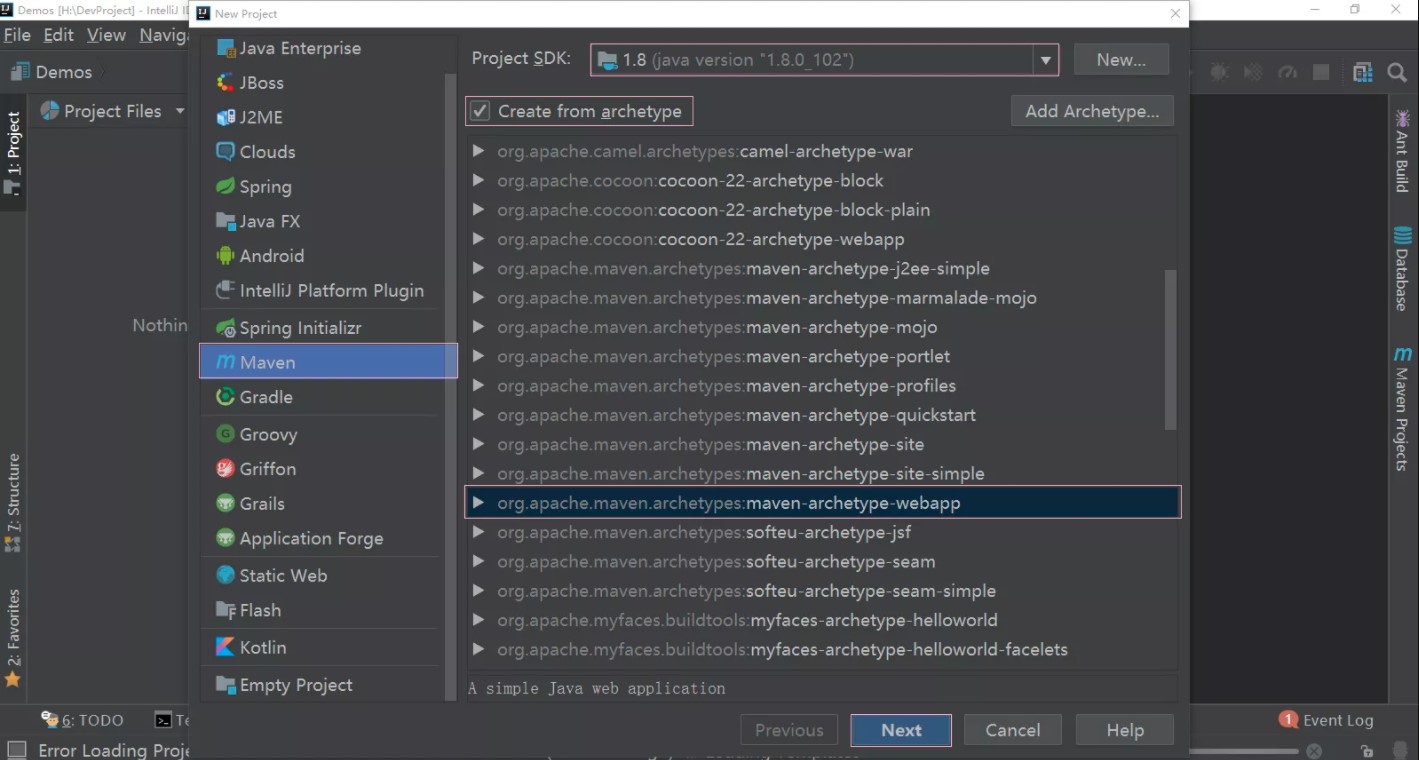 Demos [H:\DevProject] - IntelliJ I
New Project
File Edit View Naviga
Demos
Project Files
1: Project
7: Structure
2: Favorites
Nothin
Java Enterprise
JBoss
J2ME
Clouds
Spring
Java FX
Android
IntelliJ Platform Plugin
Spring Initializr
Maven
Gradle
Groovy
Griffon
Grails
Application Forge
Static Web
Flash
Kotlin
Empty Project
Project SDK: 1.8 (java version "1.8.0_102") New...
Create from archetype Add Archetype...
org.apache.camel.archetypes:camel-archetype-war
org.apache.cocoon:cocoon-22-archetype-block
org.apache.cocoon:cocoon-22-archetype-block-plain
org.apache.cocoon:cocoon-22-archetype-webapp
org.apache.maven.archetypes:maven-archetype-j2ee-simple
org.apache.maven.archetypes:maven-archetype-marmalade-mojo
org.apache.maven.archetypes:maven-archetype-mojo
org.apache.maven.archetypes:maven-archetype-portlet
org.apache.maven.archetypes:maven-archetype-profiles
org.apache.maven.archetypes:maven-archetype-quickstart
org.apache.maven.archetypes:maven-archetype-site
org.apache.maven.archetypes:maven-archetype-site-simple
org.apache.maven.archetypes:maven-archetype-webapp
org.apache.maven.archetypes:softeu-archetype-jsf
org.apache.maven.archetypes:softeu-archetype-seam
org.apache.maven.archetypes:softeu-archetype-seam-simple
org.apache.myfaces.buildtools:myfaces-archetype-helloworld
org.apache.myfaces.buildtools:myfaces-archetype-helloworld-facelets
A simple Java web application
Previous Next Cancel Help
Ant Build
Database
Maven Projects
6: TODO Te
1 Event Log
Error Loading Proje